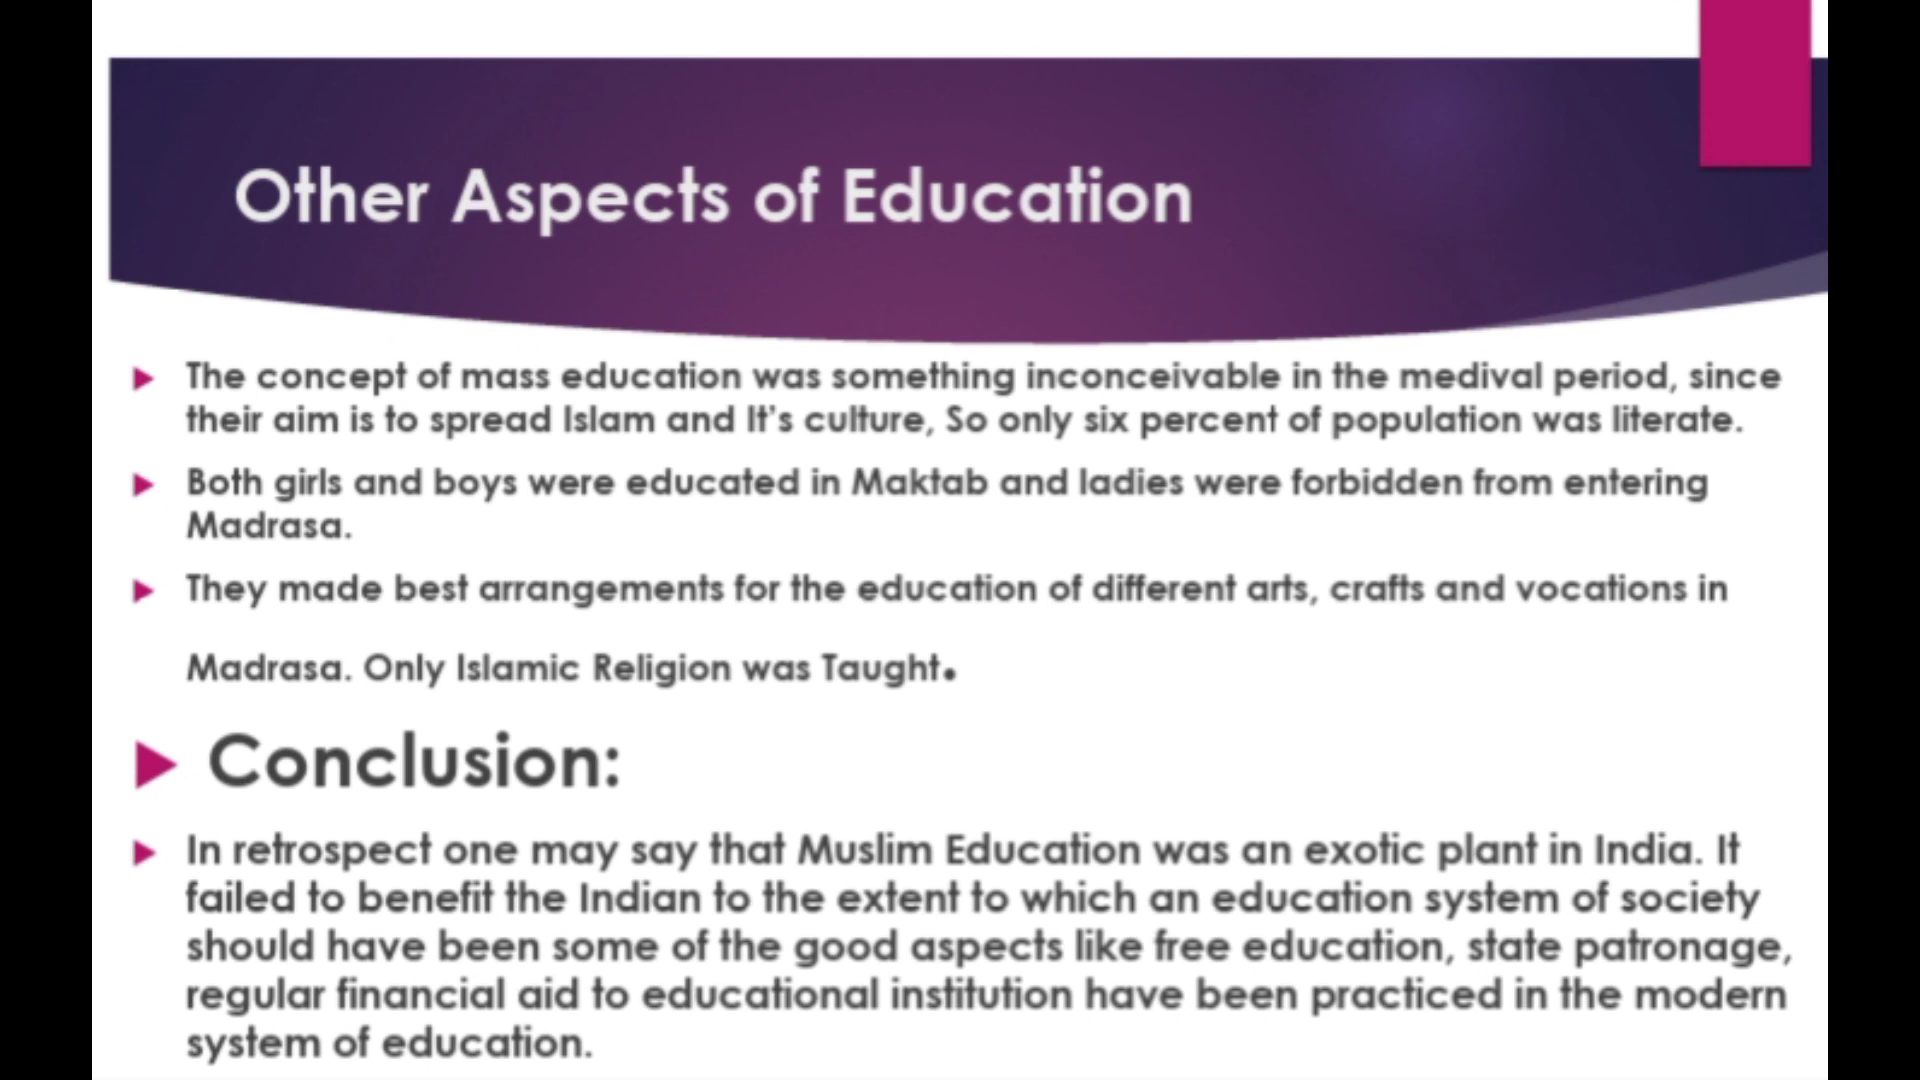 Other Aspects of Education
The concept of mass education was something inconceivable in the medival period, since
their aim is to spread Islam and It's culture, So only six percent of population was literate.
Both girls and boys were educated in Maktab and ladies were forbidden from entering
Madrasa.
They made best arrangements for the education of different arts, crafts and vocations in
Madrasa. Only Islamic Religion was Taught.
Conclusion:
In retrospect one may say that Muslim Education was an exotic plant in India. It
failed to benefit the Indian to the extent to which an education system of society
should have been some of the good aspects like free education, state patronage,
regular financial aid to educational institution have been practiced in the modern
system of education.